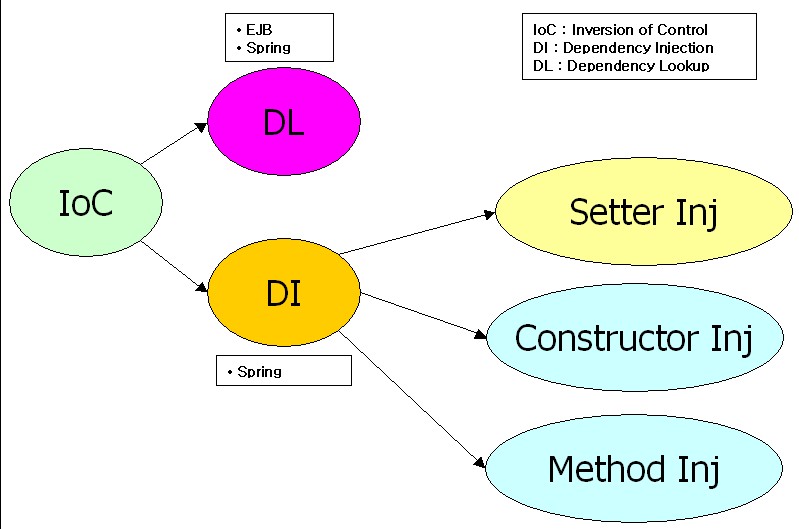 • EJB
• Spring
IoC : Inversion of Control
DI : Dependency Injection
DL : Dependency Lookup
DL
IoC
Setter Inj
DI
Constructor Inj
• Spring
Method Inj